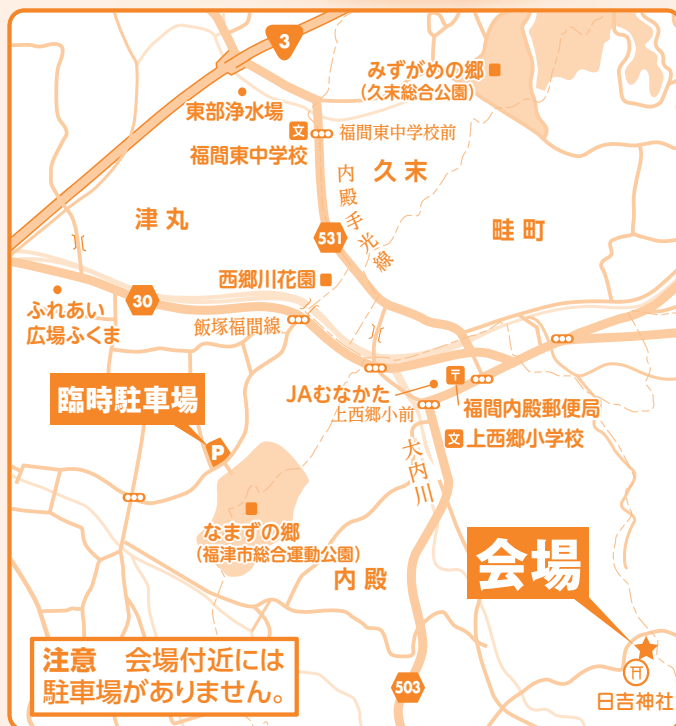 3
みずがめの郷
(久末総合公園)
東部浄水場
文
福間東中学校前
福間東中学校
久末
内殿手光線
津丸
畦町
531
西郷川花園
30
ふれあい
広場ふくま
飯塚福間線
臨時駐車場
JAむなかた
上西郷小前
〒
福間内殿郵便局
文
上西郷小学校
P
大内川
なまずの郷
(福津市総合運動公園)
内殿
会場
注意 会場付近には
駐車場がありません。
503
日吉神社